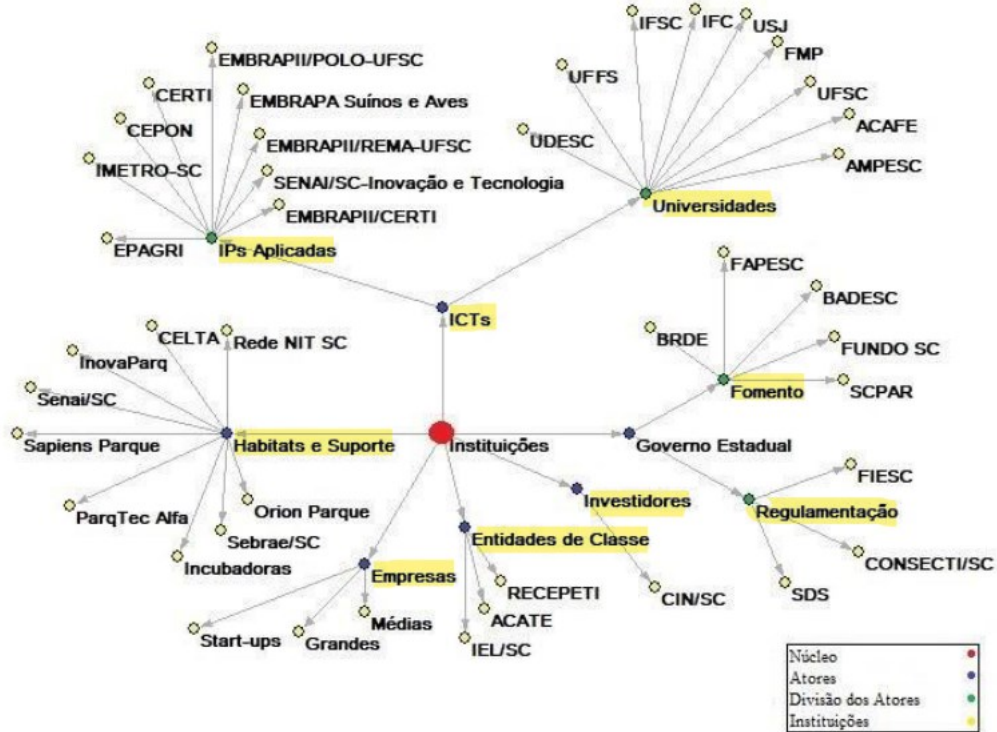 IFSC
IFC
USJ
FMP
UFFS
UFSC
UDESC
ACAFE
AMPESC
Universidades
EMBRAPII/POLO-UFSC
CERTI
EMBRAPA Suínos e Aves
CEPON
EMBRAPII/REMA-UFSC
IMETRO-SC
SENAI/SC-Inovação e Tecnologia
EMBRAPII/CERTI
EPAGRI
IPs Aplicadas
ICTs
FAPESC
BADESC
BRDE
FUNDO SC
Fomento
SCPAR
CELTA
Rede NIT SC
InovaParq
Senai/SC
Sapiens Parque
Habitats e Suporte
Instituições
Governo Estadual
FIESC
Investidores
Regulamentação
ParqTec Alfa
Orion Parque
Sebrae/SC
Entidades de Classe
Incubadoras
Empresas
CONSECTI/SC
RECEPETI
CIN/SC
SDS
Médias
ACATE
Start-ups
Grandes
IEL/SC
Núcleo
Atores
Divisão dos Atores
Instituições